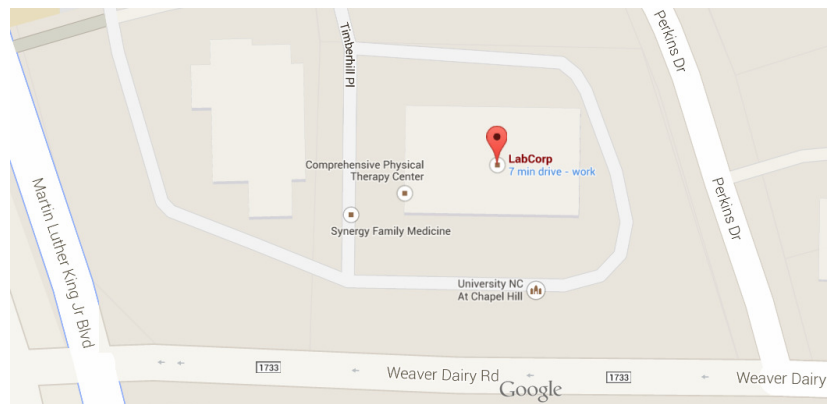 Timberhill Pl
Perkins Dr
LabCorp
7 min drive - work
Comprehensive Physical
Therapy Center
Synergy Family Medicine
Perkins Dr
Martin Luther King Jr Blvd
University NC
At Chapel Hill
1733
Weaver Dairy Rd
1733
Weaver Dairy
Google